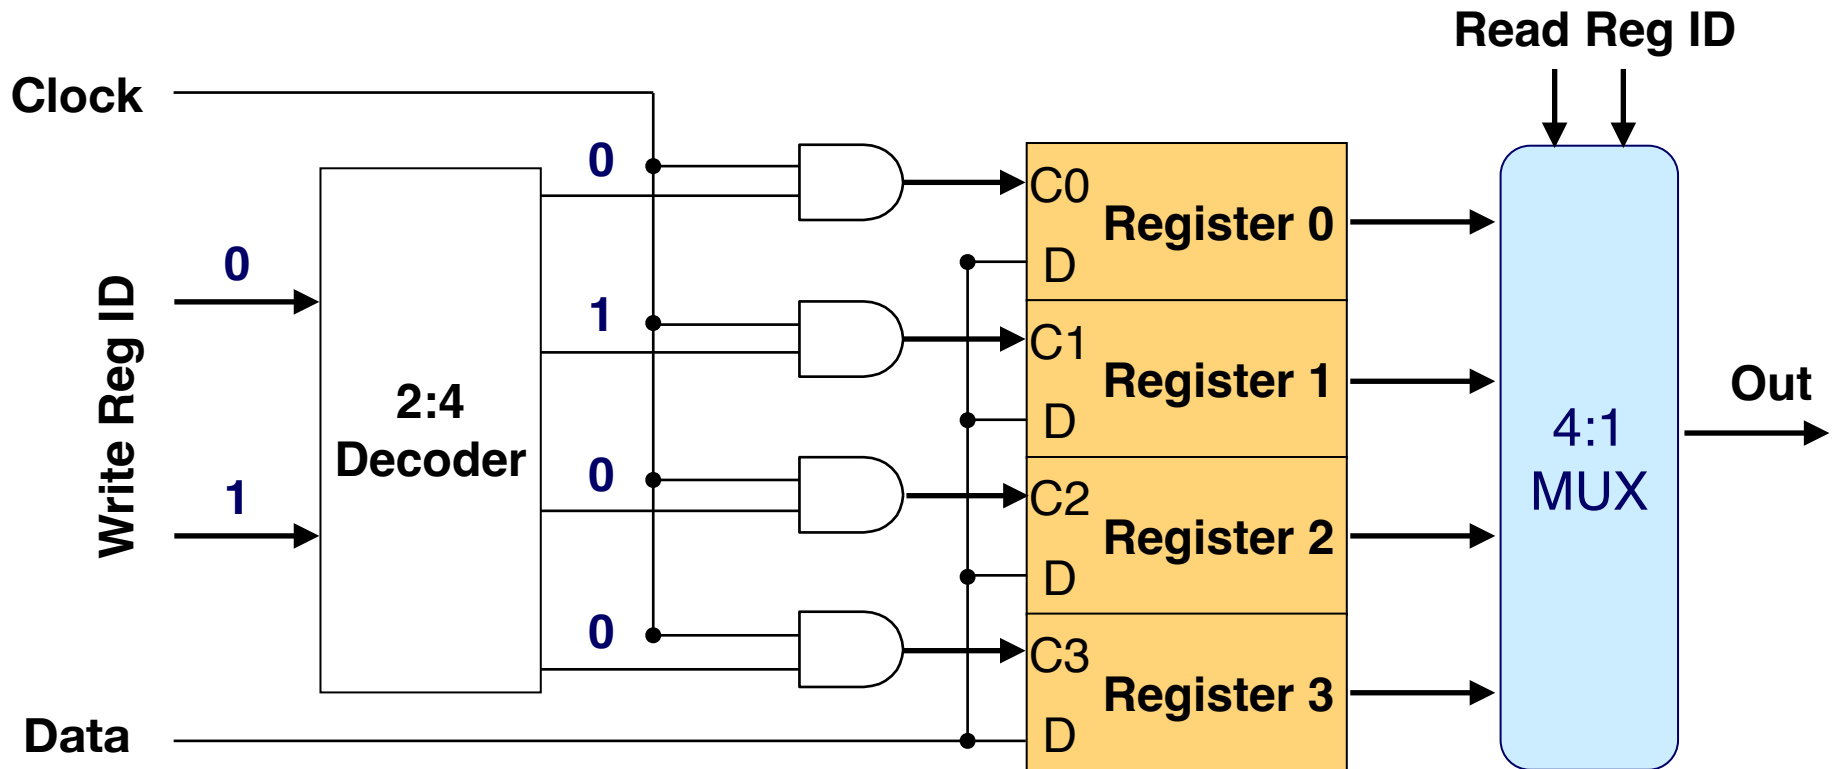 Read Reg ID
Clock
0
C0
Register 0
D
0
Write Reg ID
1
C1
Register 1
D
2:4
Decoder
Out
4:1
MUX
1
0
C2
Register 2
D
0
C3
Register 3
D
Data